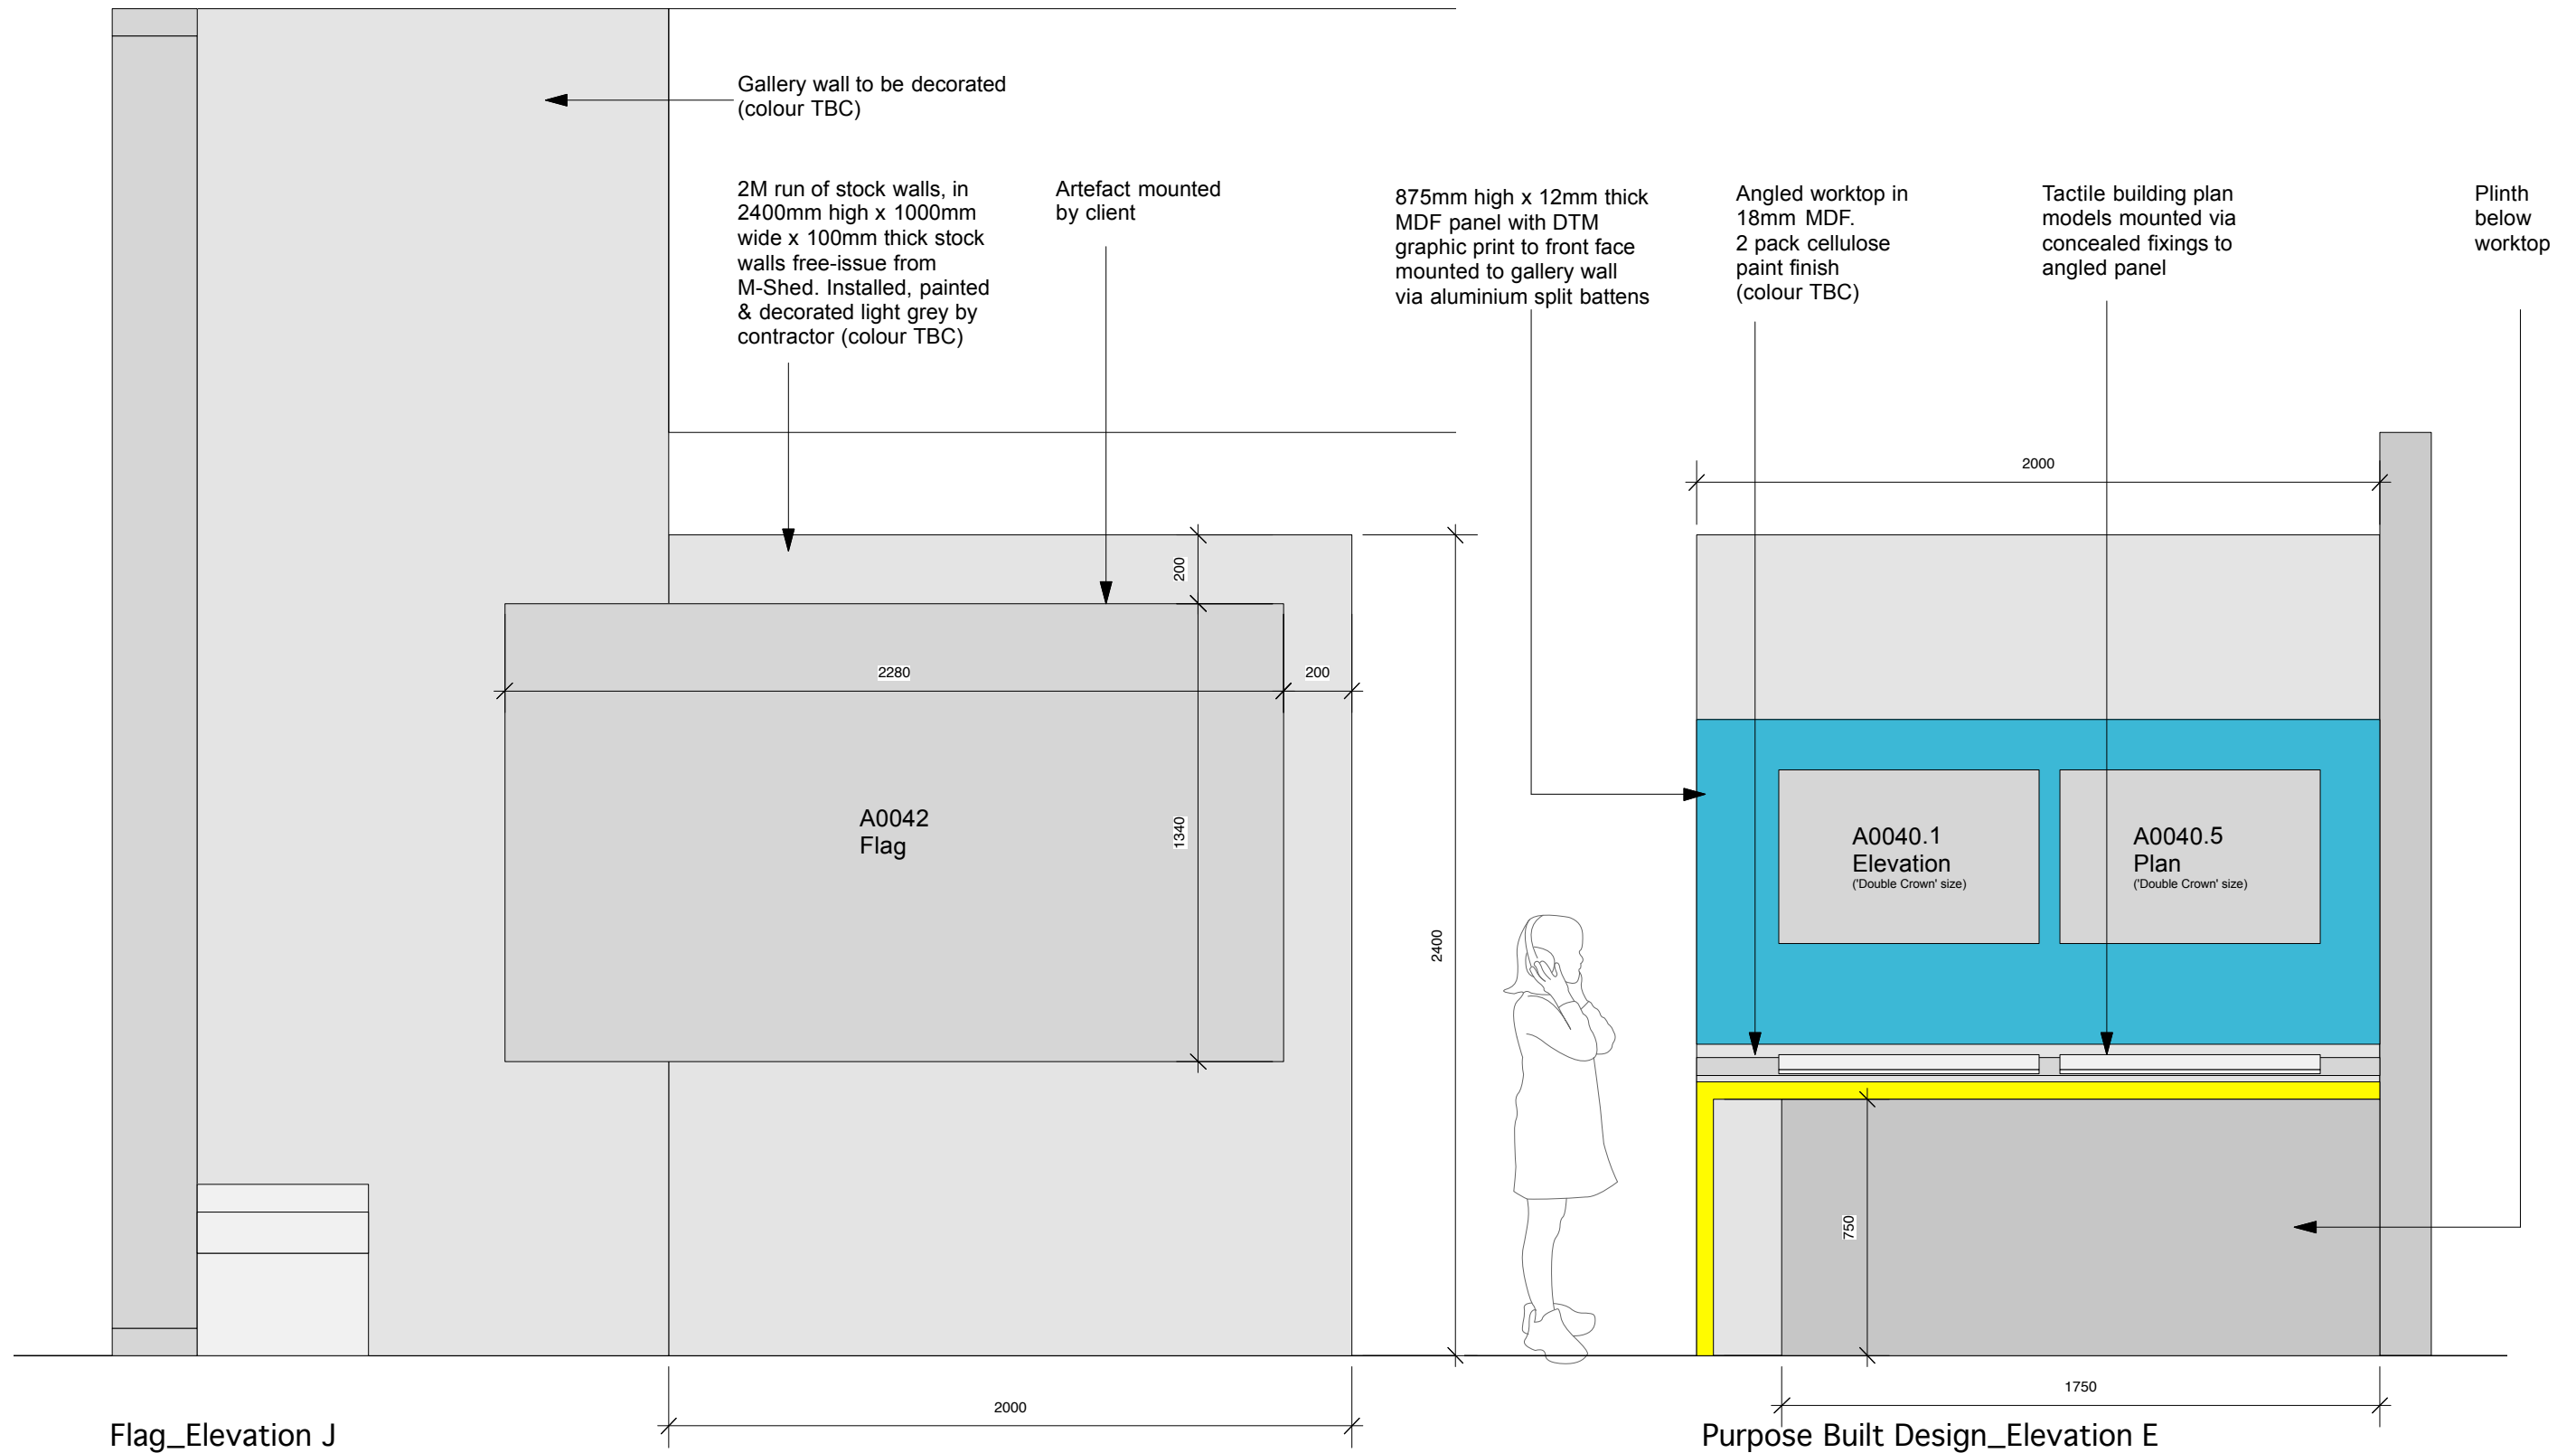 Gallery wall to be decorated
(colour TBC)
2M run of stock walls, in
2400mm high x 1000mm
wide x 100mm thick stock
walls free-issue from
M-Shed. Installed, painted
& decorated light grey by
contractor (colour TBC)
Artefact mounted
by client
875mm high x 12mm thick
MDF panel with DTM
graphic print to front face
mounted to gallery wall
via aluminium split battens
Angled worktop in
18mm MDF.
2 pack cellulose
paint finish
(colour TBC)
Tactile building plan
models mounted via
concealed fixings to
angled panel
Plinth
below
worktop
200
2280
200
1340
A0042
Flag
2400
2000
Flag_Elevation J
2000
A0040.1
Elevation
('Double Crown' size)
A0040.5
Plan
('Double Crown' size)
750
1750
Purpose Built Design_Elevation E